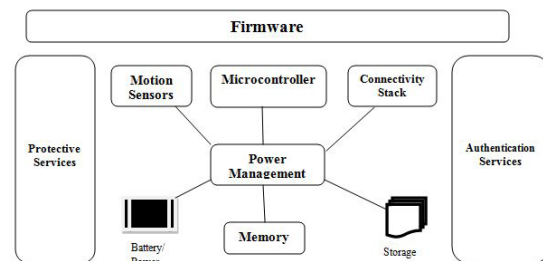 Firmware
Motion
Sensors
Microcontroller
Connectivity
Stack
Protective
Services
Power
Management
Authentication
Services
Battery/
Memory
Storage